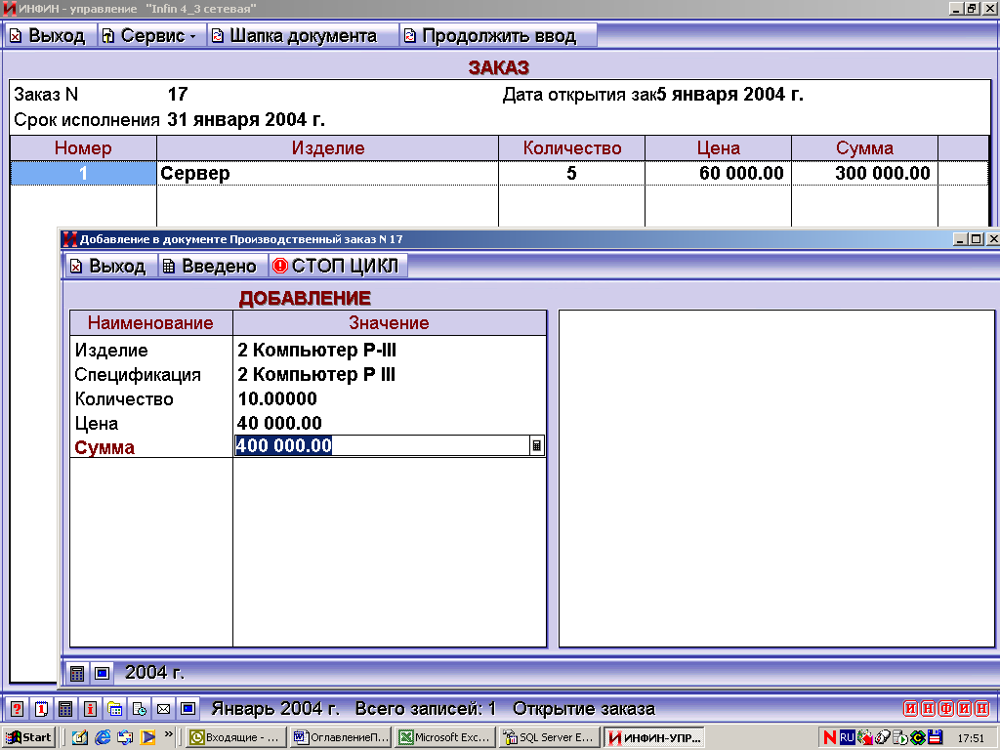 ИНФИН - управление "Infin 4_3 сетевая"
Выход Сервис Шапка документа Продолжить ввод
ЗАКАЗ
Заказ N 17 Дата открытия зак5 января 2004 г.
Срок исполнения 31 января 2004 г.
Номер Изделие Количество Цена Сумма
1 Сервер 5 60 000.00 300 000.00
Добавление в документе Производственный заказ N 17
Выход Введено СТОП ЦИКЛ
ДОБАВЛЕНИЕ
Наименование Значение
Изделие 2 Компьютер P-III
Спецификация 2 Компьютер P III
Количество 10.00000
Цена 40 000.00
Сумма 400 000.00
2004 г.
Январь 2004 г. Всего записей: 1 Открытие заказа ИНФИН
Start » Входящие - ... ОглавлениеП... Microsoft Exc... SQL Server E... ИНФИН-УПР... N RU 17:51